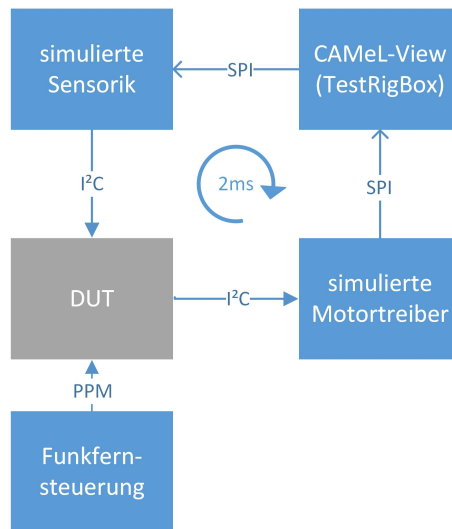 simulierte
Sensorik
SPI
CAMeL-View
(TestRigBox)
I²C
2ms
SPI
DUT
I²C
simulierte
Motortreiber
PPM
Funkfern-
steuerung